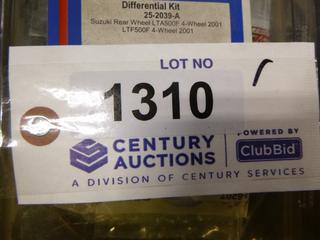 Differential Kit
25-2039-A
Suzuki Rear Wheel LTA500F 4-Wheel 2001
LTF500F 4-Wheel 2001
LOT NO
1310
CENTURY
AUCTIONS
POWERED BY
ClubBid
A DIVISION OF CENTURY SERVICES